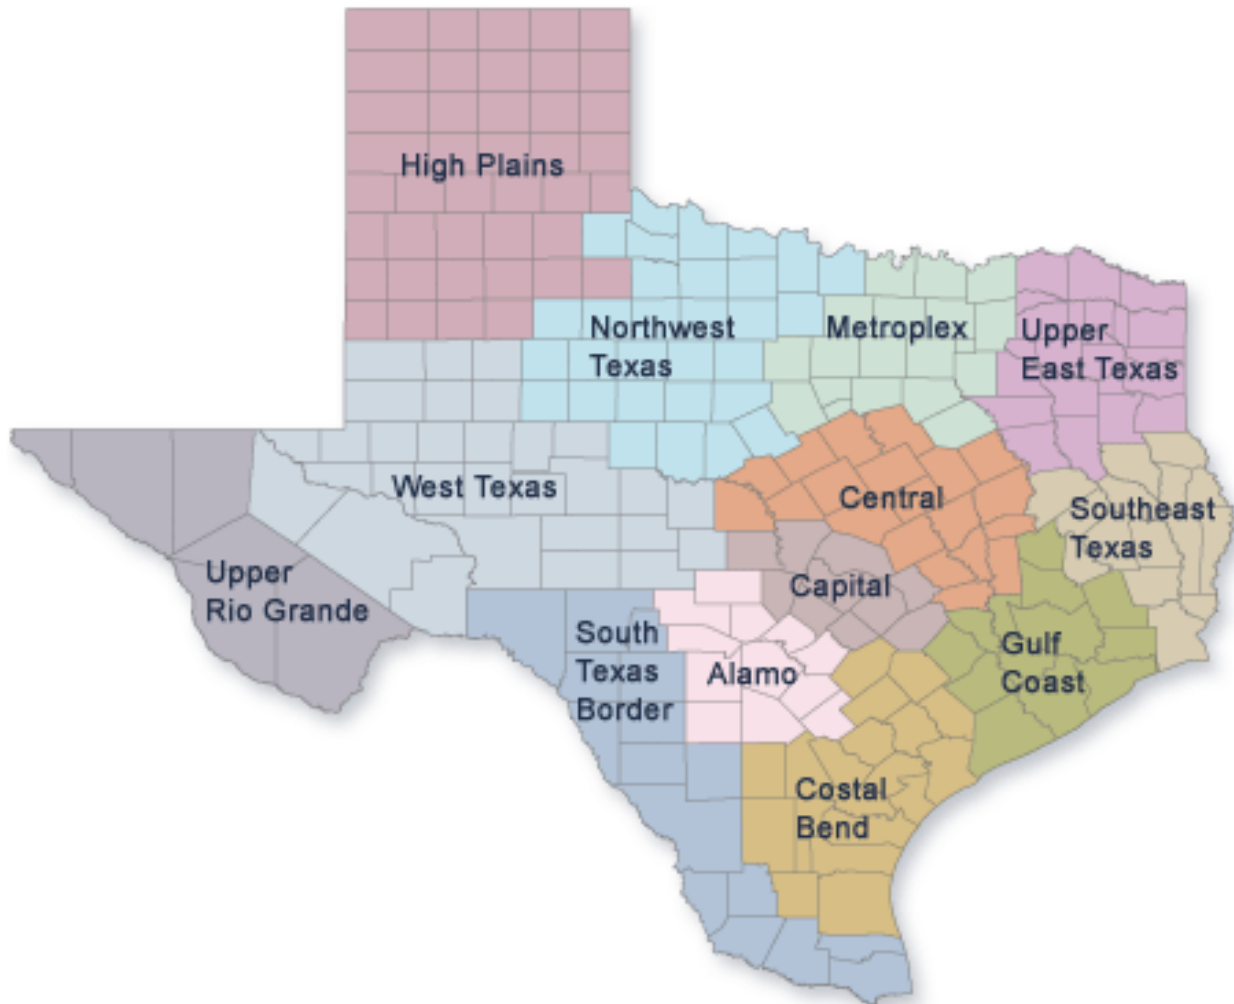 High Plains
Northwest
Texas
Metroplex
Upper
East Texas
West Texas
Central
Southeast
Texas
Upper
Rio Grande
Capital
South
Texas
Border
Alamo
Gulf
Coast
Costal
Bend